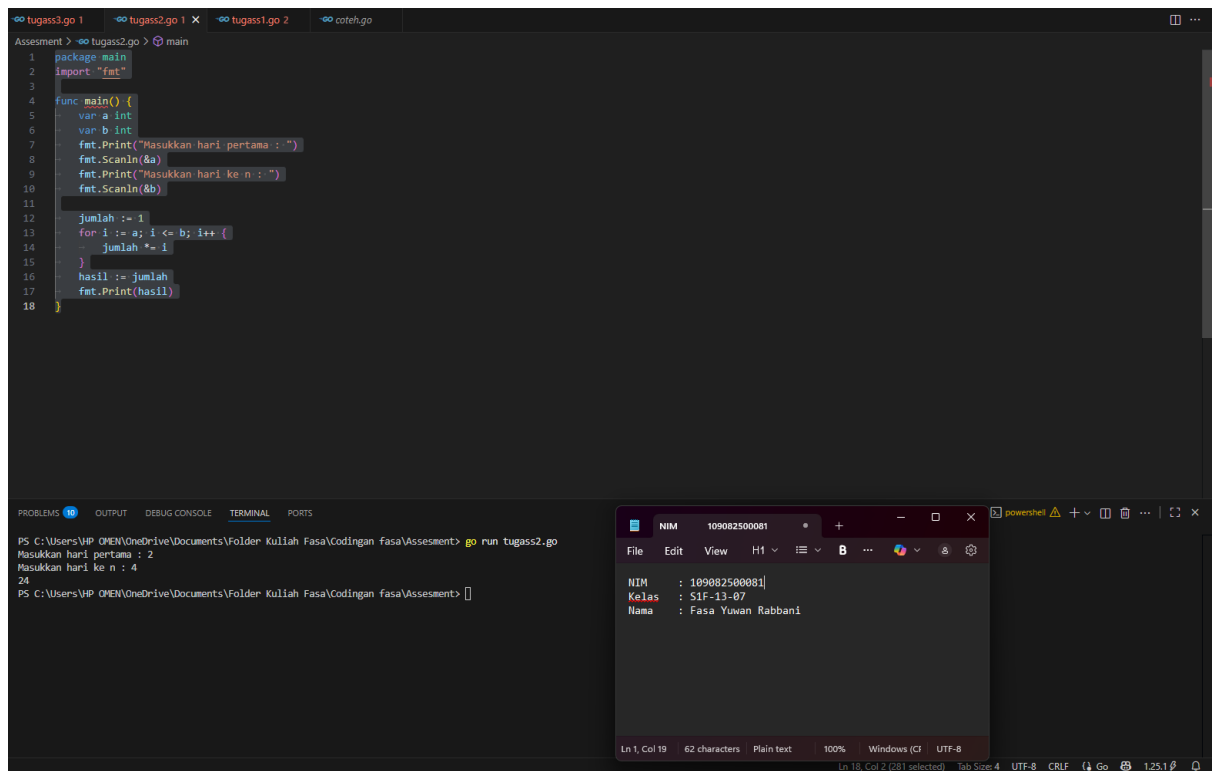 tugass3.go 1 tugass2.go 1 tugass1.go 2 coteh.go
Assesment > tugass2.go > main
1 package main
2 import "fmt"
3
4 func main() {
5 var a int
6 var b int
7 fmt.Print("Masukkan hari pertama : ")
8 fmt.Scanln(&a)
9 fmt.Print("Masukkan hari ke n : ")
10 fmt.Scanln(&b)
11
12 jumlah := 1
13 for i := a; i <= b; i++ {
14 jumlah *= i
15 }
16 hasil := jumlah
17 fmt.Print(hasil)
18 }
PROBLEMS 10 OUTPUT DEBUG CONSOLE TERMINAL PORTS
powershell
PS C:\Users\HP OMEN\OneDrive\Documents\Folder Kuliah Fasa\Codingan fasa\Assesment> go run tugass2.go
Masukkan hari pertama : 2
Masukkan hari ke n : 4
24
PS C:\Users\HP OMEN\OneDrive\Documents\Folder Kuliah Fasa\Codingan fasa\Assesment>
NIM 109082500081
File Edit View H1 B
NIM : 109082500081
Kelas : S1F-13-07
Nama : Fasa Yuwan Rabbani
Ln 1, Col 19 62 characters Plain text 100% Windows (CF UTF-8
Ln 18, Col 2 (281 selected) Tab Size: 4 UTF-8 CRLF Go 1.25.1